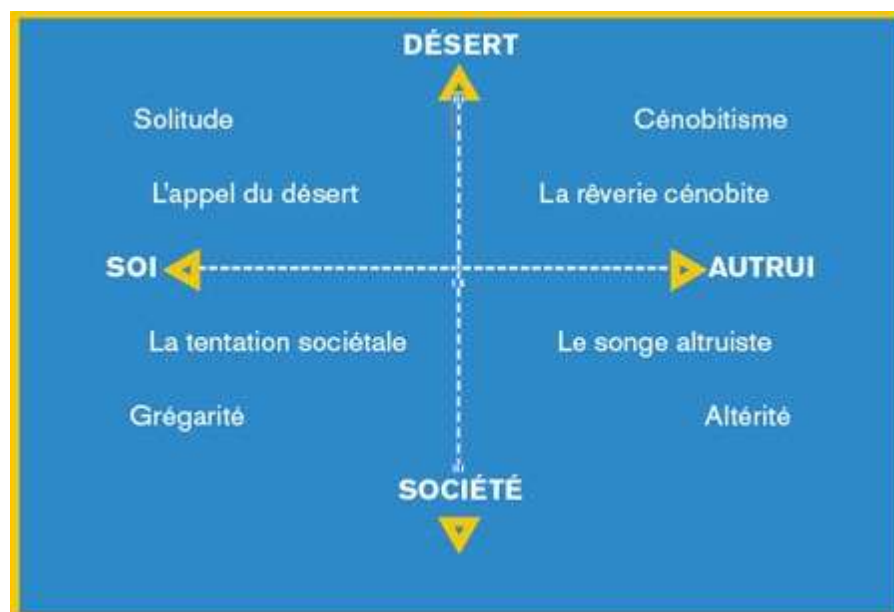 DÉSERT
Solitude
Cénobitisme
L'appel du désert
La rêverie cénobite
SOI
AUTRUI
La tentation sociétale
Le songe altruiste
Grégarité
Altérité
SOCIÉTÉ